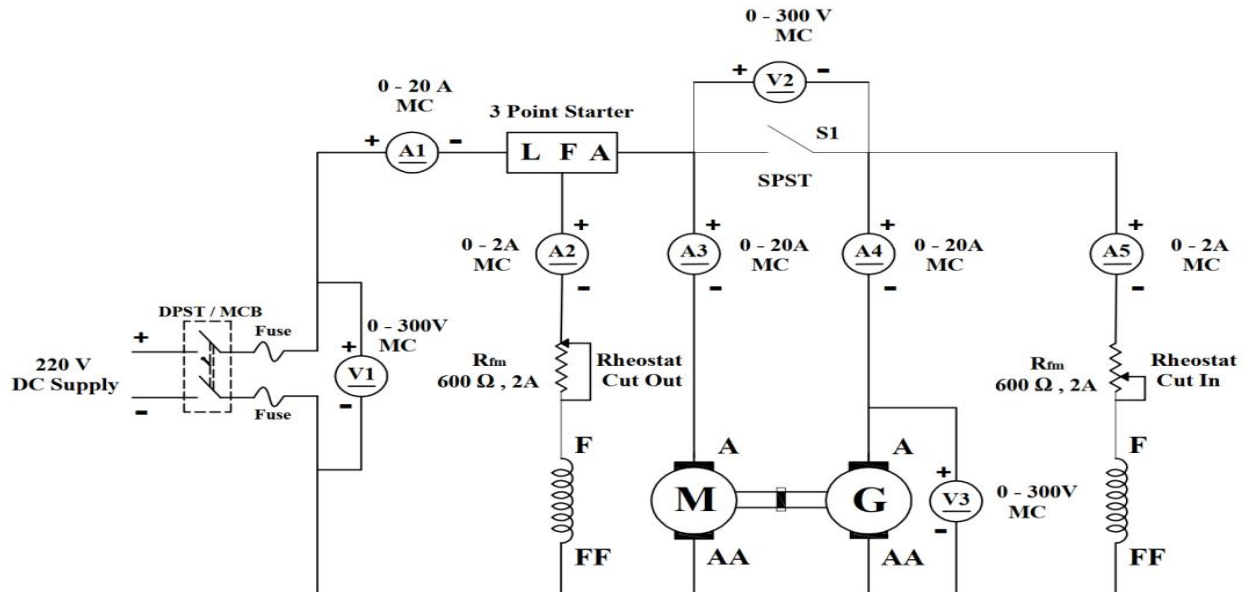 0 - 300 V
MC
+ V2 -
0 - 20 A
MC
3 Point Starter
S1
+ A1 -
L F A
SPST
+
+
+
+
0 - 2A
MC
A2
A3
0 - 20A
MC
A4
0 - 20A
MC
A5
0 - 2A
MC
-
-
-
-
DPST / MCB
Fuse
0 - 300V
MC
+
220 V
DC Supply
-
+
V1
-
Fuse
Rfm
600 Ω , 2A
Rheostat
Cut Out
Rfm
600 Ω , 2A
Rheostat
Cut In
F
A
A
F
M
G
+
V3
-
0 - 300V
MC
FF
AA
AA
FF